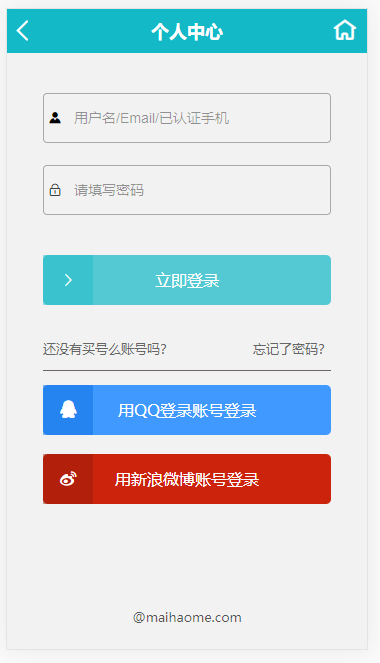 个人中心
用户名/Email/已认证手机
请填写密码
立即登录
还没有买号么账号吗？ 忘记了密码？
用QQ登录账号登录
用新浪微博账号登录
@maihaome.com